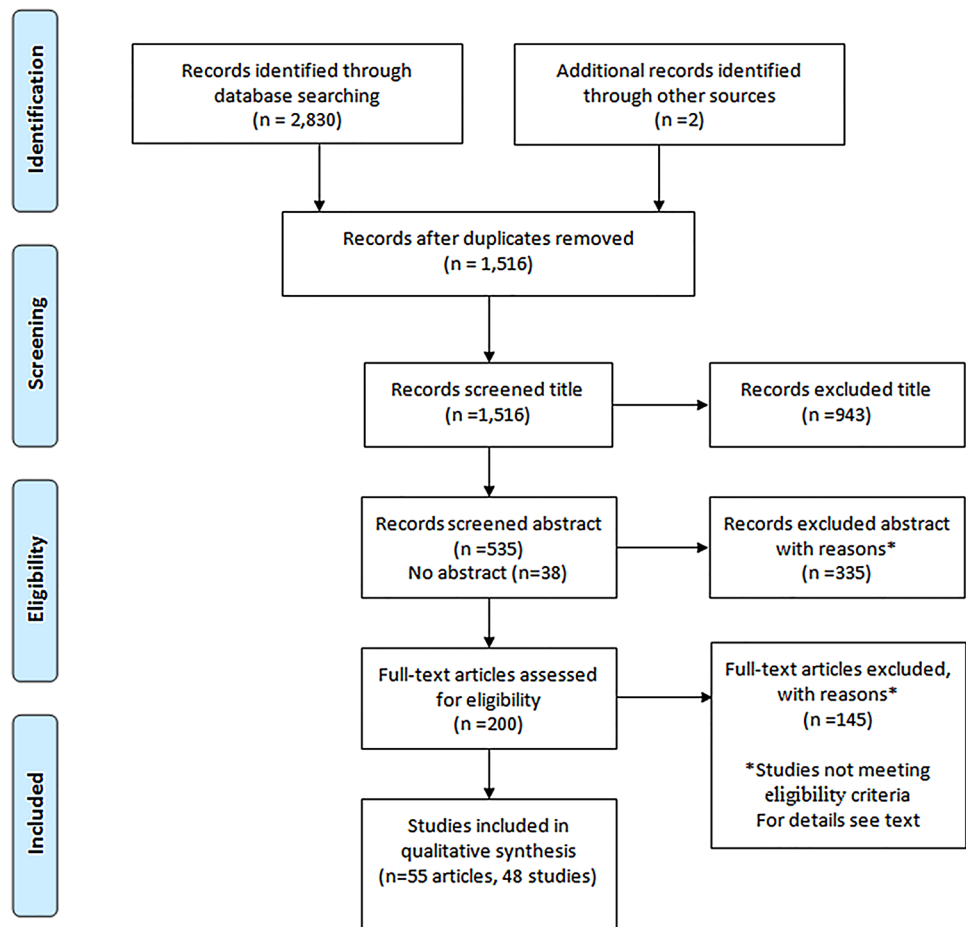 Identification
Records identified through
database searching
(n = 2,830)
Additional records identified
through other sources
(n =2)
Records after duplicates removed
(n = 1,516)
Screening
Records screened title
(n =1,516)
Records excluded title
(n =943)
Eligibility
Records screened abstract
(n =535)
No abstract (n=38)
Records excluded abstract
with reasons*
(n =335)
Full-text articles assessed
for eligibility
(n =200)
Full-text articles excluded,
with reasons*
(n =145)
*Studies not meeting
eligibility criteria
For details see text
Included
Studies included in
qualitative synthesis
(n=55 articles, 48 studies)